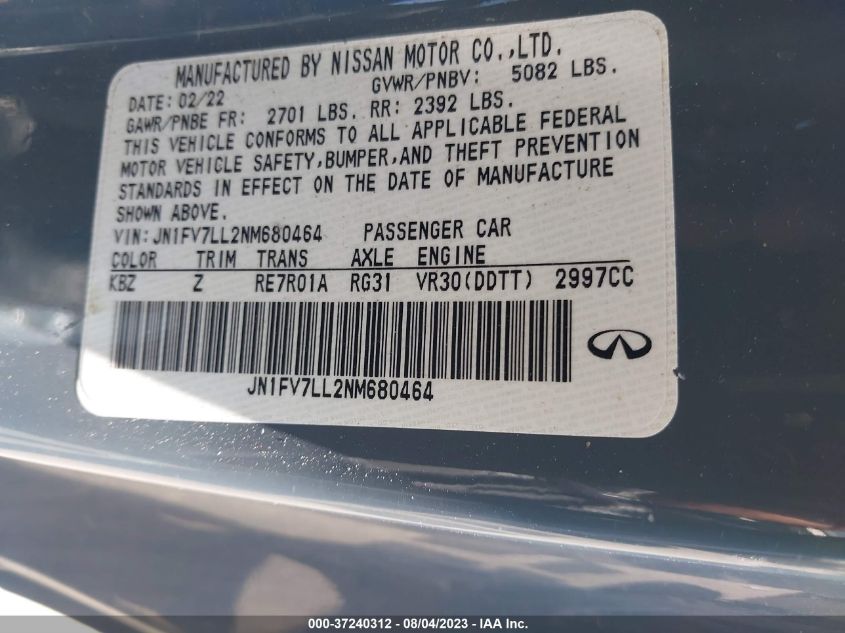 MANUFACTURED BY NISSAN MOTOR CO.,LTD.
DATE: 02/22 GVWR/PNBV: 5082 LBS.
GAWR/PNBE FR: 2701 LBS. RR: 2392 LBS.
THIS VEHICLE CONFORMS TO ALL APPLICABLE FEDERAL
MOTOR VEHICLE SAFETY,BUMPER,AND THEFT PREVENTION
STANDARDS IN EFFECT ON THE DATE OF MANUFACTURE
SHOWN ABOVE.
VIN:JN1FV7LL2NM680464 PASSENGER CAR
COLOR TRIM TRANS AXLE ENGINE
KBZ Z RE7R01A RG31 VR30(DDTT) 2997CC
JN1FV7LL2NM680464
000-37240312 - 08/04/2023 - IAA Inc.